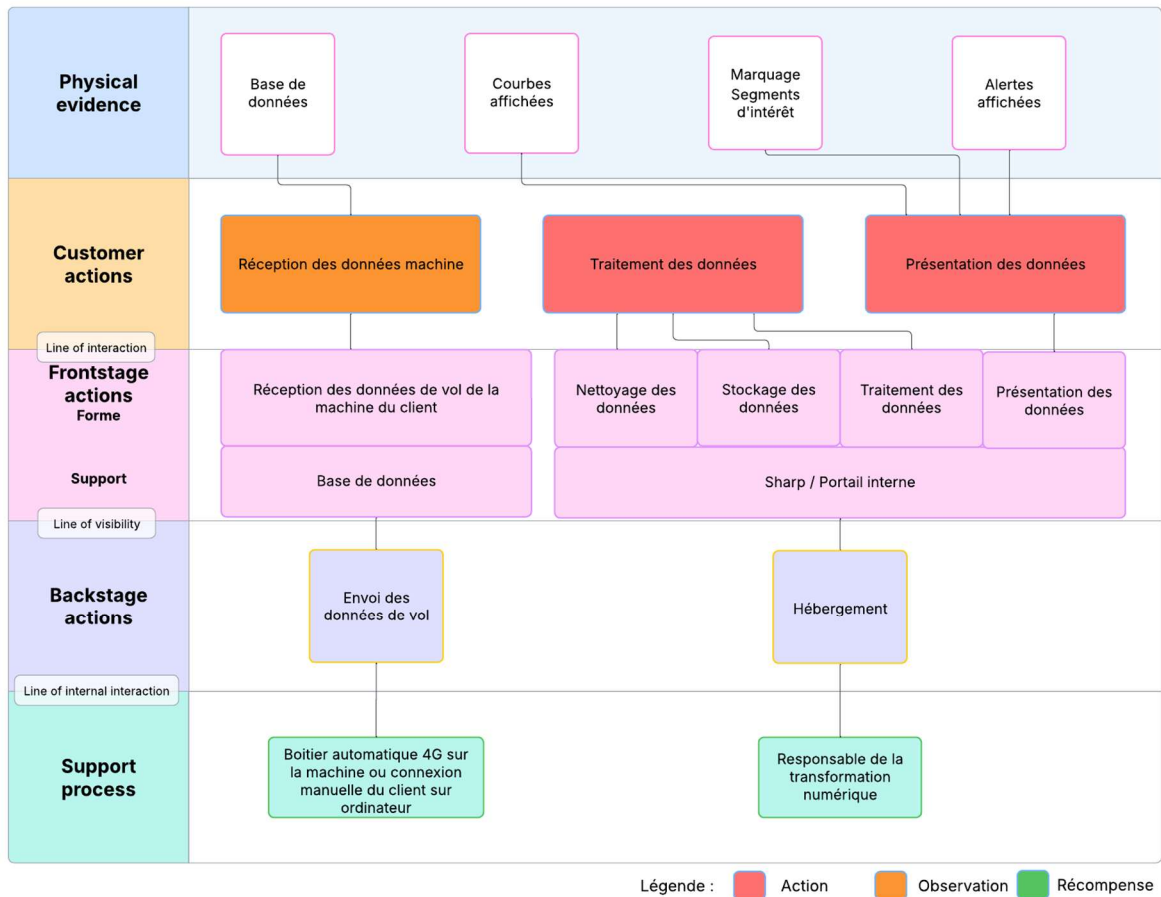 Physical
evidence
Base de
données
Courbes
affichées
Marquage
Segments
d'intérêt
Alertes
affichées
Customer
actions
Réception des données machine
Traitement des données
Présentation des données
Line of interaction
Frontstage
actions
Forme
Réception des données de vol de la
machine du client
Nettoyage des
données
Stockage des
données
Traitement des
données
Présentation des
données
Support
Base de données
Sharp / Portail interne
Line of visibility
Backstage
actions
Envoi des
données de vol
Hébergement
Line of internal interaction
Support
process
Boitier automatique 4G sur
la machine ou connexion
manuelle du client sur
ordinateur
Responsable de la
transformation
numérique
Légende :
Action
Observation
Récompense